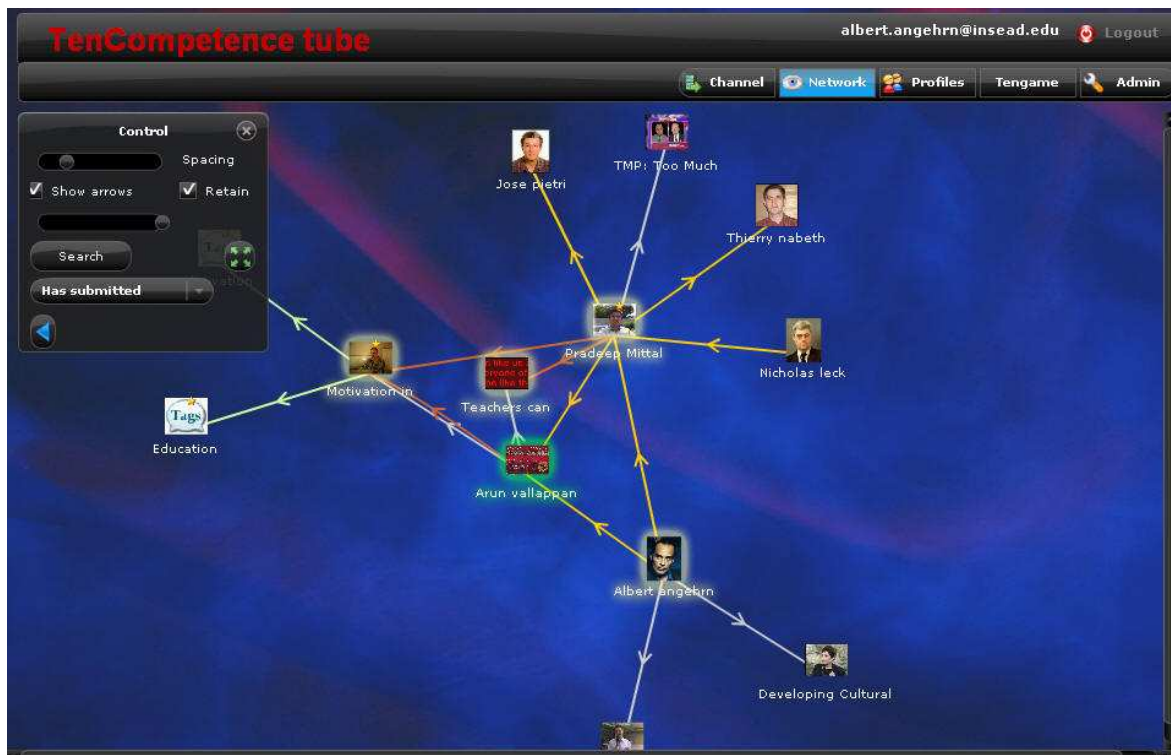 TenCompetence tube
albert.angehrn@insead.edu
Logout
Channel
Network
Profiles
Tengame
Admin
Control
Spacing
Show arrows
Retain
Search
Has submitted
Jose pietri
TMP: Too Much
Thierry nabeth
Pradeep Mittal
Nicholas leck
Motivation in
Teachers can
Tags
Education
Arun vallappan
Albert angehrn
Developing Cultural